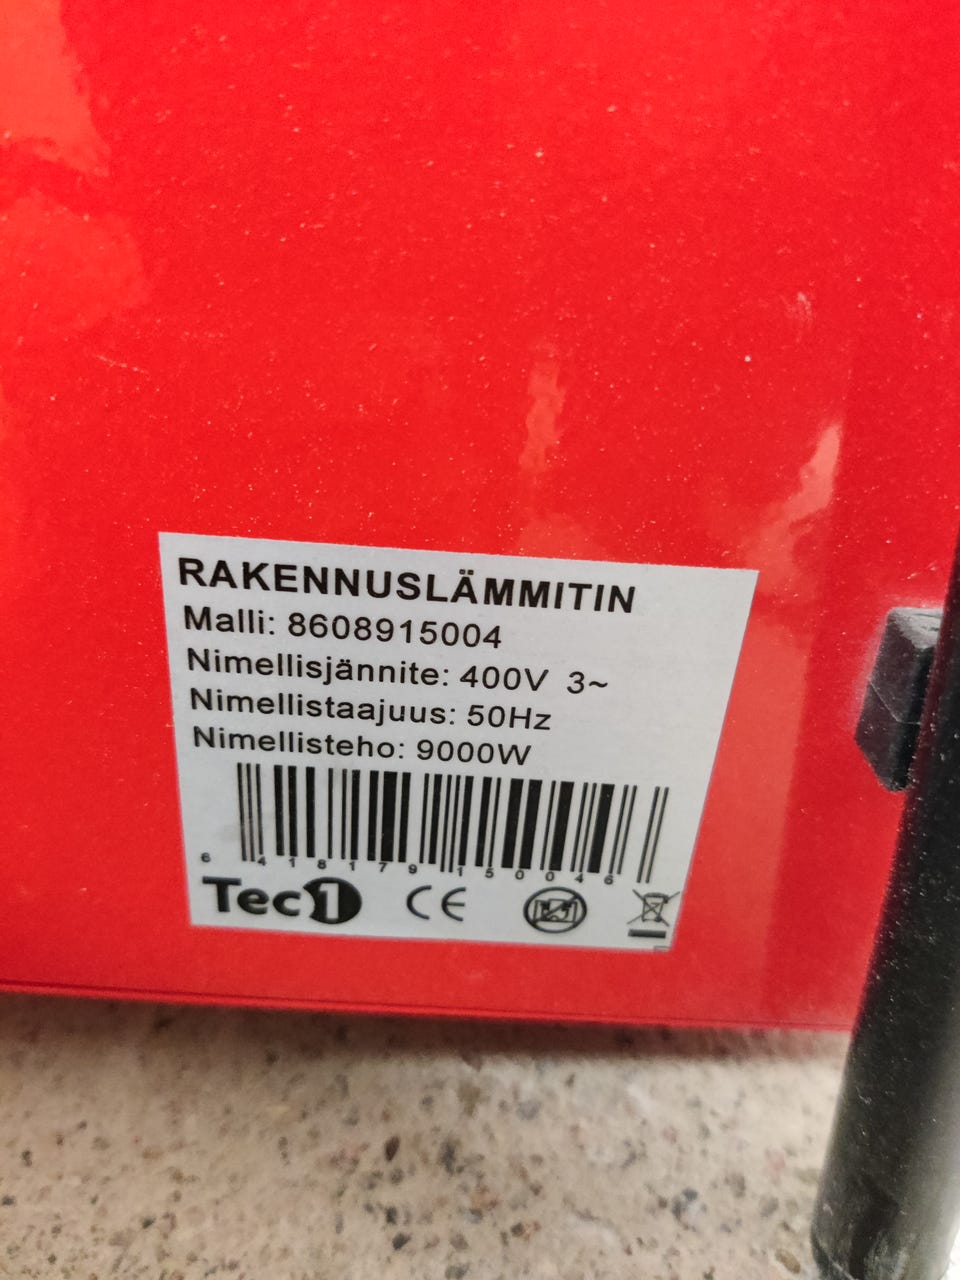 RAKENNUSLÄMMITIN
Malli: 8608915004
Nimellisjännite: 400V 3~
Nimellistaajuus: 50Hz
Nimellisteho: 9000W
6 418179 150046
Tec1 CE